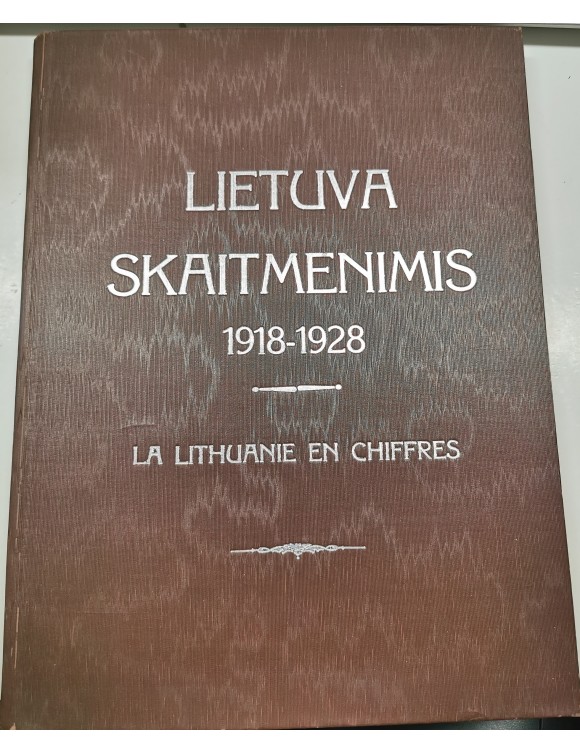 LIETUVA
SKAITMENIMIS
1918-1928
LA LITHUANIE EN CHIFFRES